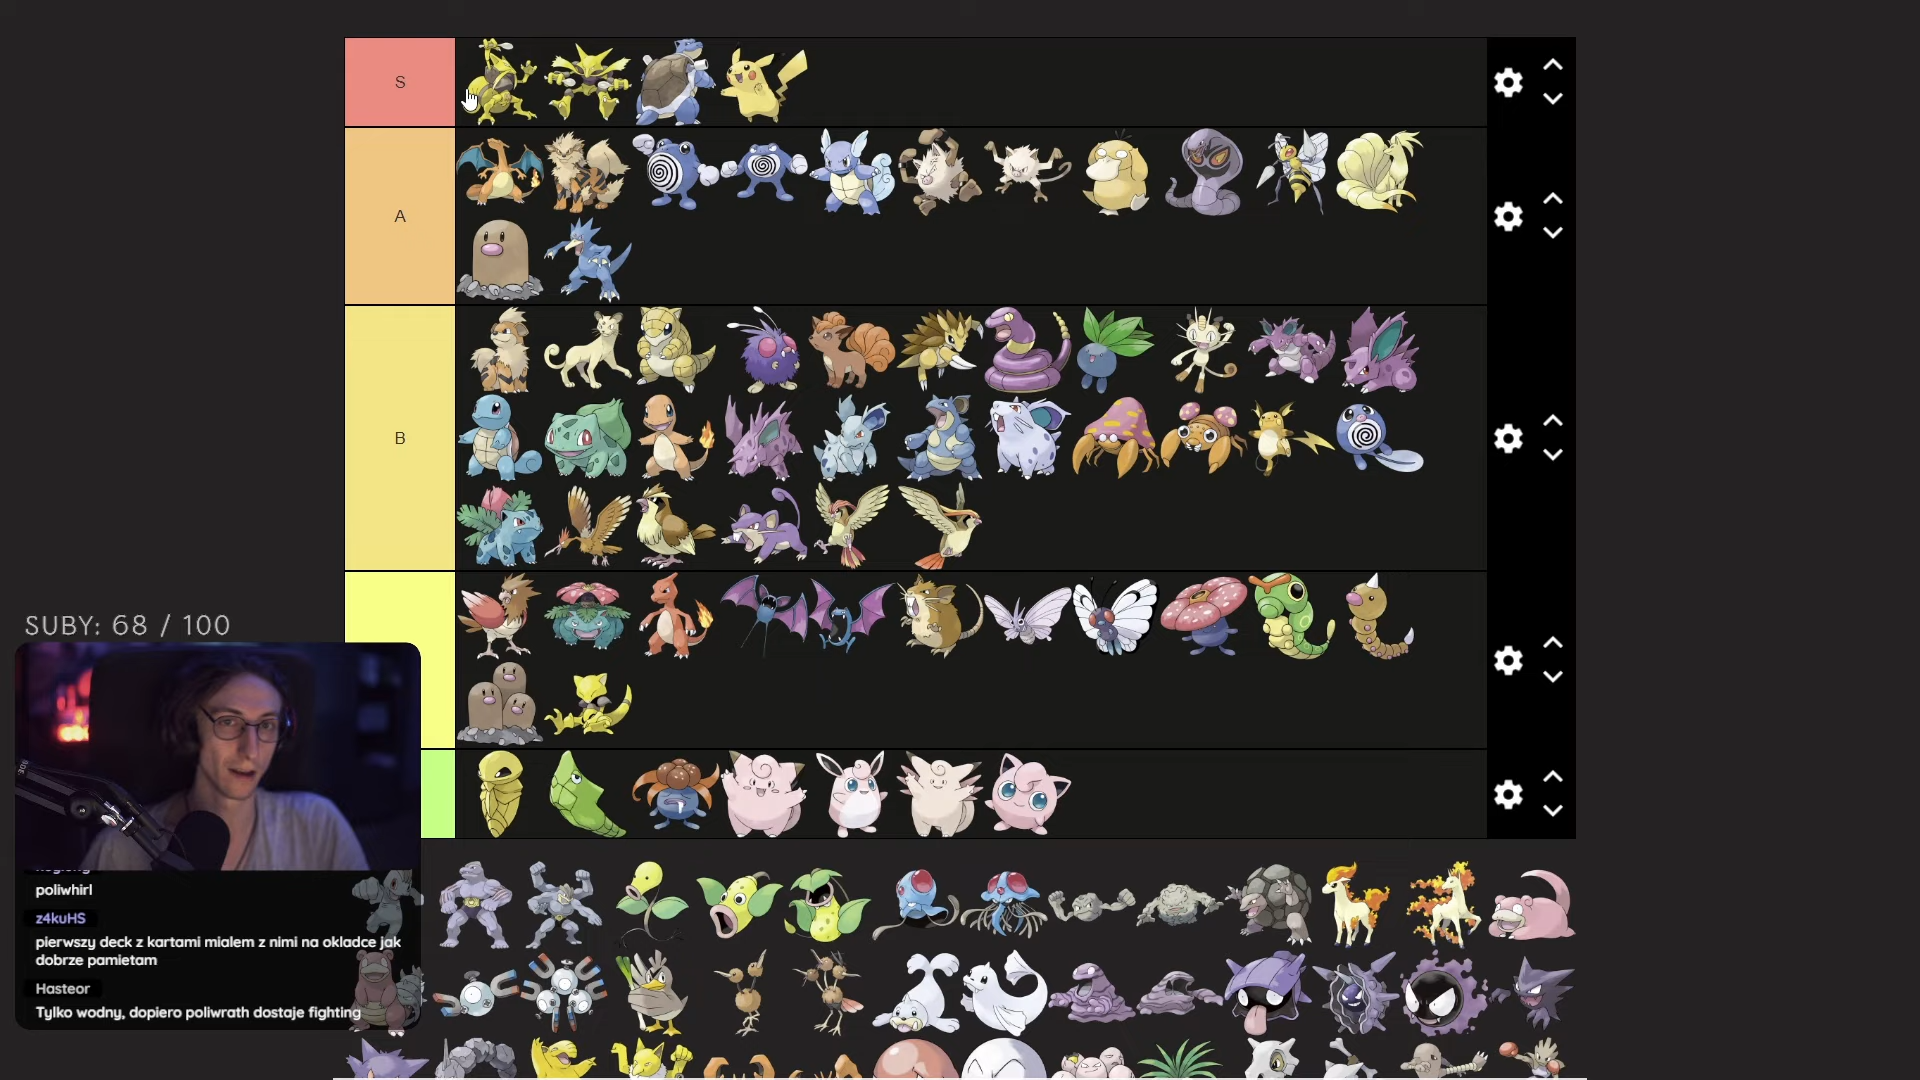 S
A
B
SUBY: 68 / 100
poliwhirl
z4kuHS
pierwszy deck z kartami mialem z nimi na okladce jak
dobrze pamietam
Hasteor
Tylko wodny, dopiero poliwrath dostaje fighting